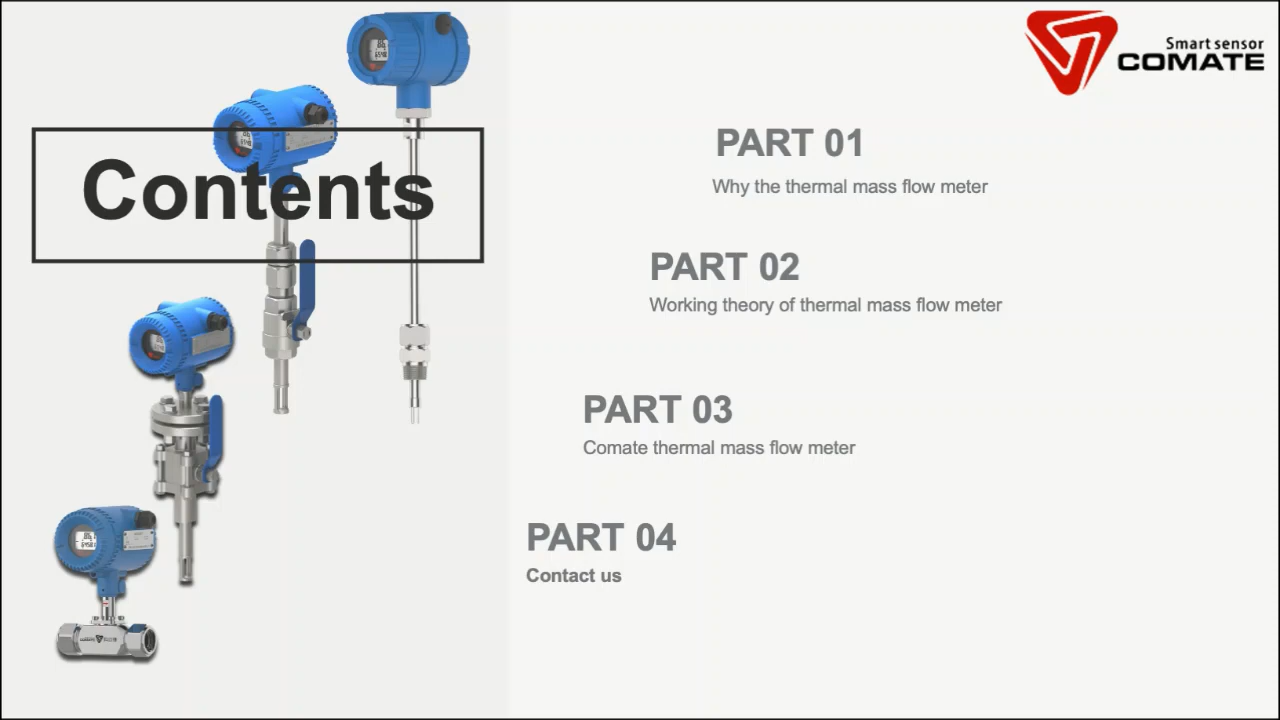 Smart sensor
COMATE
Contents
PART 01
Why the thermal mass flow meter
PART 02
Working theory of thermal mass flow meter
PART 03
Comate thermal mass flow meter
PART 04
Contact us